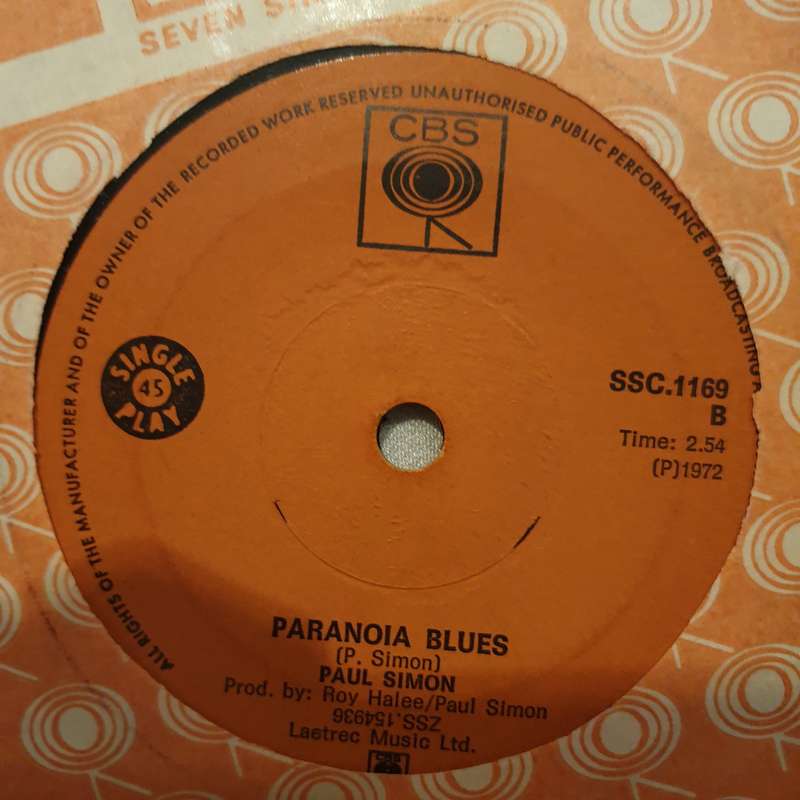 SEVEN SIN
ALL RIGHTS OF THE MANUFACTURER AND OF THE OWNER OF THE RECORDED WORK RESERVED UNAUTHORISED PUBLIC PERFORMANCE BROADCASTING A
CBS
SINGLE
45
PLAY
SSC.1169
B
Time: 2.54
(P)1972
PARANOIA BLUES
(P. Simon)
PAUL SIMON
Prod. by: Roy Halee/Paul Simon
ZSS.154936
Laetrec Music Ltd.
CBS